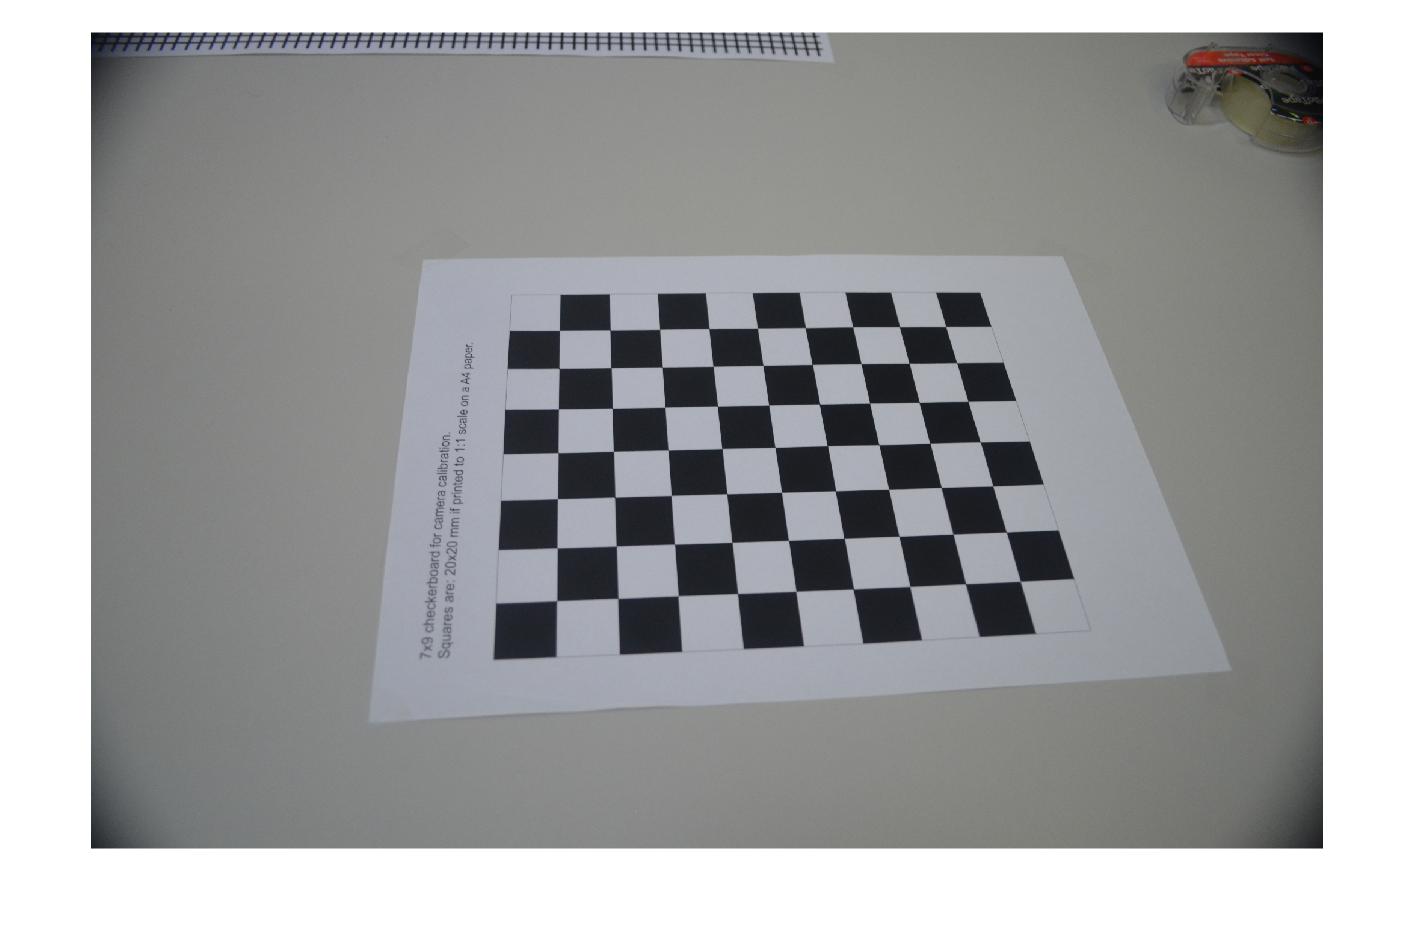 7x9 checkerboard for camera calibration.
Squares are: 20x20 mm if printed to 1:1 scale on a A4 paper.